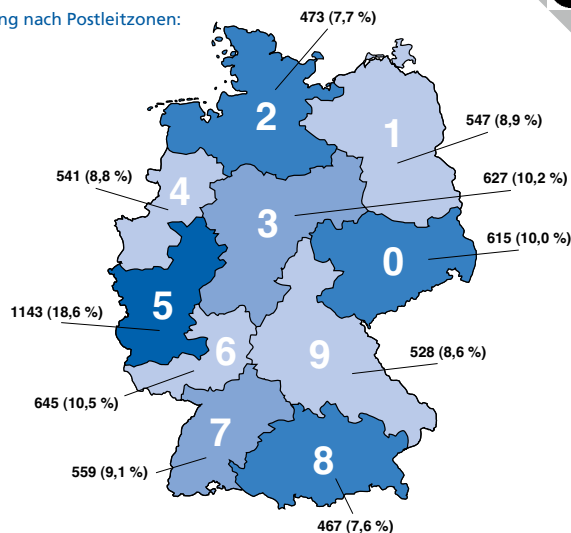 ng nach Postleitzonen:
473 (7,7 %)
2
1
547 (8,9 %)
541 (8,8 %)
4
627 (10,2 %)
3
615 (10,0 %)
0
5
1143 (18,6 %)
6
9
528 (8,6 %)
645 (10,5 %)
7
559 (9,1 %)
8
467 (7,6 %)